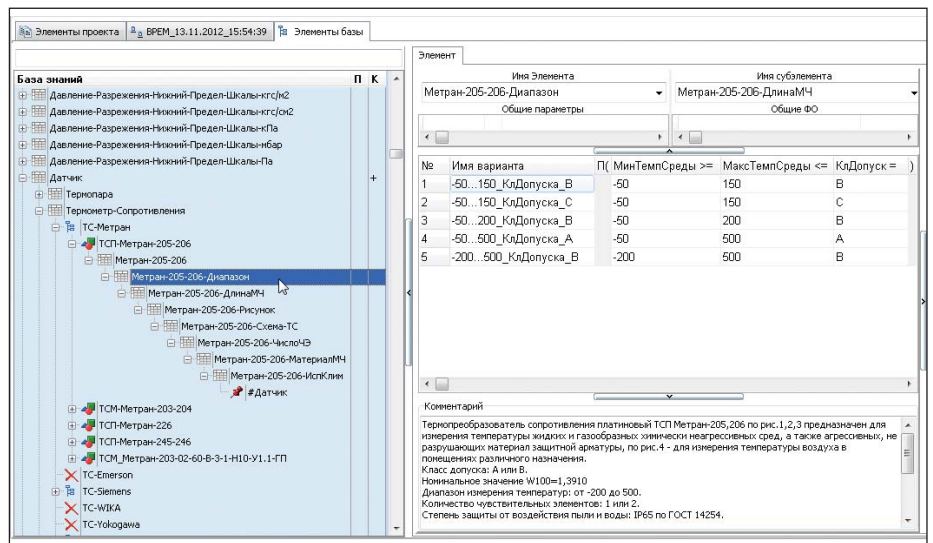 Элементы проекта
ВРЕМ_13.11.2012_15:54:39
Элементы базы
База знаний П К
Давление-Разрежения-Нижний-Предел-Шкалы-кгс/м2
Давление-Разрежения-Нижний-Предел-Шкалы-кгс/см2
Давление-Разрежения-Нижний-Предел-Шкалы-кПа
Давление-Разрежения-Нижний-Предел-Шкалы-мбар
Давление-Разрежения-Нижний-Предел-Шкалы-Па
Датчик +
Термопара
Термометр-Сопротивления
ТС-Метран
ТСП-Метран-205-206
Метран-205-206
Метран-205-206-Диапазон
Метран-205-206-ДлинаМЧ
Метран-205-206-Рисунок
Метран-205-206-Схема-ТС
Метран-205-206-ЧислоЧЭ
Метран-205-206-МатериалМЧ
Метран-205-206-ИспКлим
#Датчик
ТСМ-Метран-203-204
ТСП-Метран-226
ТСП-Метран-245-246
ТСМ_Метран-203-02-60-В-3-1-Н10-У1.1-ГП
ТС-Emerson
ТС-Siemens
ТС-WIKA
ТС-Yokogawa
Элемент
Имя Элемента
Метран-205-206-Диапазон
Общие параметры
Имя субэлемента
Метран-205-206-ДлинаМЧ
Общие ФО
№ Имя варианта П( МинТемпСреды >= МаксТемпСреды <= КлДопуск = )
1 -50...150_КлДопуска_В -50 150 В
2 -50...150_КлДопуска_С -50 150 С
3 -50...200_КлДопуска_В -50 200 В
4 -50...500_КлДопуска_А -50 500 А
5 -200...500_КлДопуска_В -200 500 В
Комментарий
Термопреобразователь сопротивления платиновый ТСП Метран-205,206 по рис.1,2,3 предназначен для
измерения температуры жидких и газообразных химически неагрессивных сред, а также агрессивных, не
разрушающих материал защитной арматуры, по рис.4 - для измерения температуры воздуха в
помещениях различного назначения.
Класс допуска: А или В.
Номинальное значение W100=1,3910
Диапазон измерения температур: от -200 до 500.
Количество чувствительных элементов: 1 или 2.
Степень защиты от воздействия пыли и воды: IP65 по ГОСТ 14254.